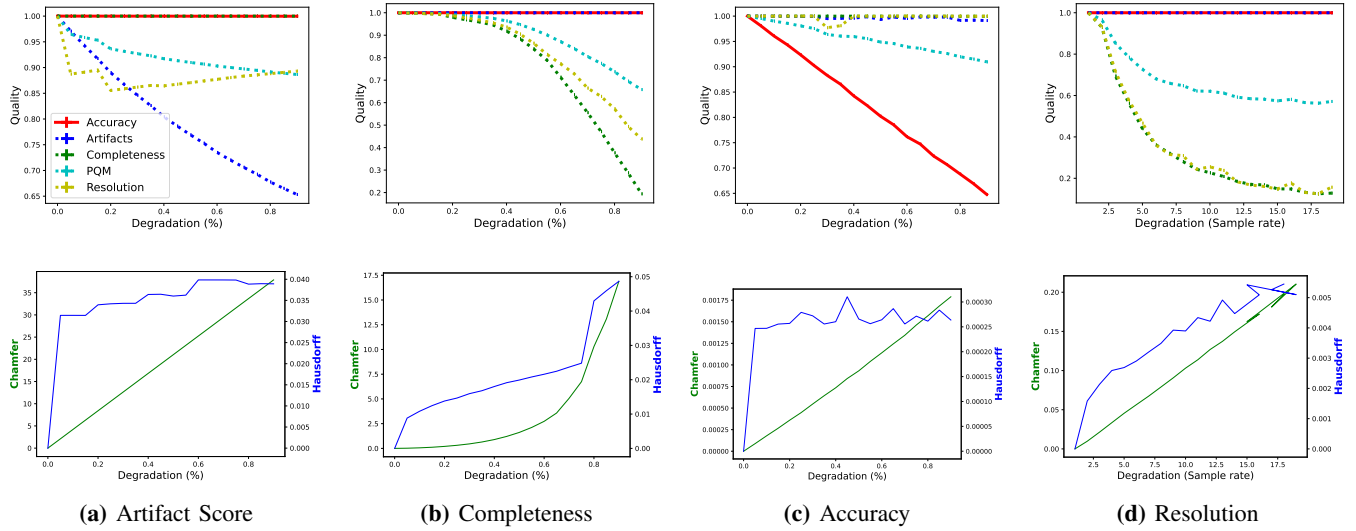 1.00
0.95
0.90
0.85
0.80
0.75
0.70
0.65
Quality
Accuracy
Artifacts
Completeness
PQM
Resolution
0.0 0.2 0.4 0.6 0.8
Degradation (%)
1.0
0.9
0.8
0.7
0.6
0.5
0.4
0.3
0.2
Quality
0.0 0.2 0.4 0.6 0.8
Degradation (%)
1.00
0.95
0.90
0.85
0.80
0.75
0.70
0.65
Quality
0.0 0.2 0.4 0.6 0.8
Degradation (%)
1.0
0.8
0.6
0.4
0.2
Quality
2.5 5.0 7.5 10.0 12.5 15.0 17.5
Degradation (Sample rate)
35
30
25
20
15
10
5
0
Chamfer
0.040
0.035
0.030
0.025
0.020
0.015
0.010
0.005
0.000
Hausdorff
0.0 0.2 0.4 0.6 0.8
Degradation (%)
17.5
15.0
12.5
10.0
7.5
5.0
2.5
0.0
Chamfer
0.05
0.04
0.03
0.02
0.01
0.00
Hausdorff
0.0 0.2 0.4 0.6 0.8
Degradation (%)
0.00175
0.00150
0.00125
0.00100
0.00075
0.00050
0.00025
0.00000
Chamfer
0.00030
0.00025
0.00020
0.00015
0.00010
0.00005
0.00000
Hausdorff
0.0 0.2 0.4 0.6 0.8
Degradation (%)
0.20
0.15
0.10
0.05
0.00
Chamfer
0.005
0.004
0.003
0.002
0.001
0.000
Hausdorff
2.5 5.0 7.5 10.0 12.5 15.0 17.5
Degradation (Sample rate)
(a) Artifact Score
(b) Completeness
(c) Accuracy
(d) Resolution